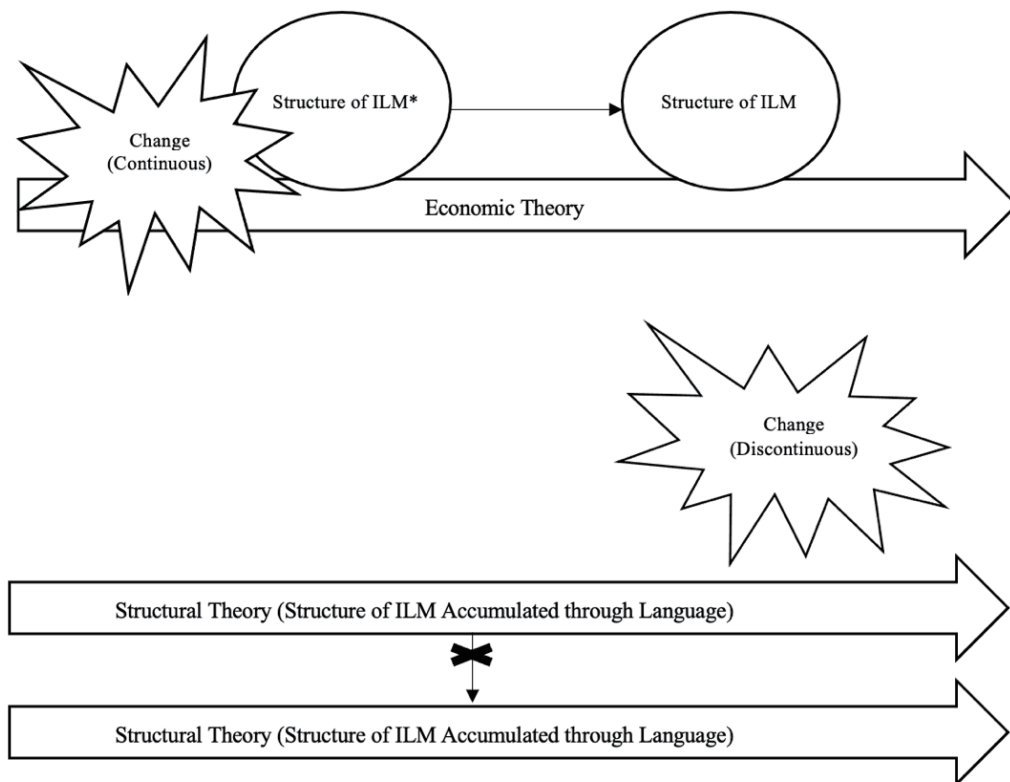 Structure of ILM*
Structure of ILM
Change
(Continuous)
Economic Theory
Change
(Discontinuous)
Structural Theory (Structure of ILM Accumulated through Language)
Structural Theory (Structure of ILM Accumulated through Language)